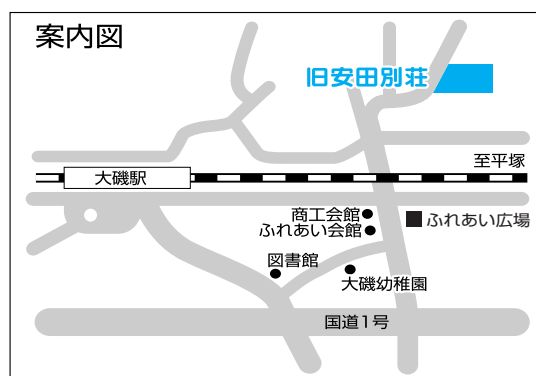 案内図
旧安田別荘
至平塚
大磯駅
商工会館
ふれあい会館
ふれあい広場
図書館
大磯幼稚園
国道1号